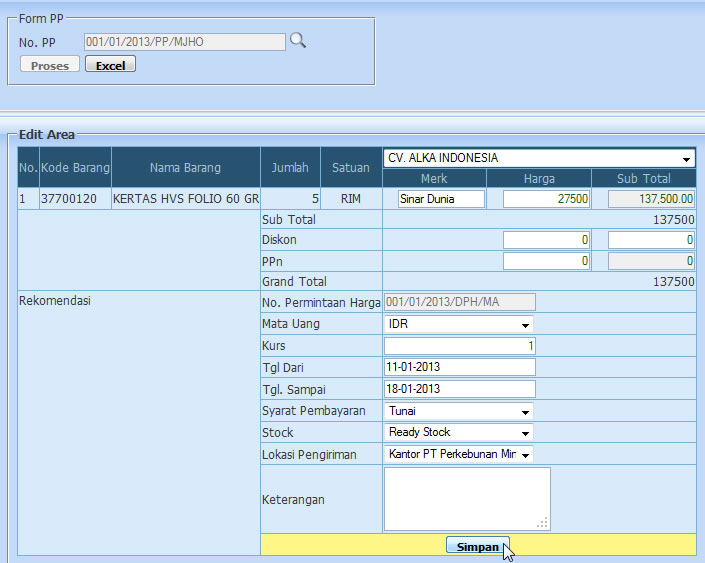 Form PP
No. PP 001/01/2013/PP/MJHO
Proses Excel
Edit Area
No. Kode Barang Nama Barang Jumlah Satuan CV. ALKA INDONESIA
Merk Harga Sub Total
1 37700120 KERTAS HVS FOLIO 60 GR 5 RIM Sinar Dunia 27500 137,500.00
Sub Total 137500
Diskon 0 0
PPn 0 0
Grand Total 137500
Rekomendasi No. Permintaan Harga 001/01/2013/DPH/MA
Mata Uang IDR
Kurs 1
Tgl Dari 11-01-2013
Tgl. Sampai 18-01-2013
Syarat Pembayaran Tunai
Stock Ready Stock
Lokasi Pengiriman Kantor PT Perkebunan Min
Keterangan
Simpan